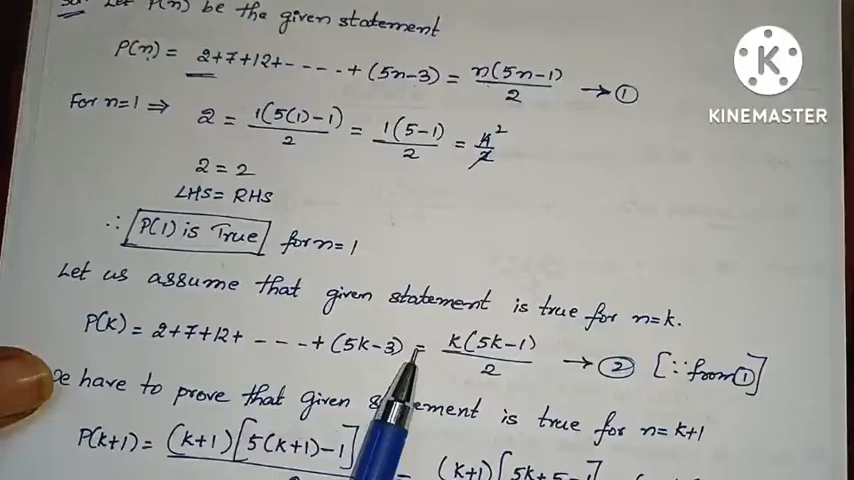 Let P(n) be the given statement
P(n) = 2+7+12+-----+(5n-3) = n(5n-1)/2 → ①
For n=1 ⇒ 2 = 1(5(1)-1)/2 = 1(5-1)/2 = 4/2 2
2 = 2
LHS = RHS
∴ P(1) is True for n=1
Let us assume that given statement is true for n=k.
P(k) = 2+7+12+----+(5k-3) = k(5k-1)/2 → ② [∵ from ①]
have to prove that given statement is true for n=k+1
P(k+1) = (k+1)[5(k+1)-1] = (k+1)[5k+5-1]
K
KINEMASTER